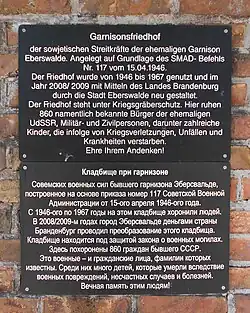 Garnisonsfriedhof
der sowjetischen Streitkräfte der ehemaligen Garnison
Eberswalde. Angelegt auf Grundlage des SMAD- Befehls
Nr. 117 vom 15.04.1946.
Der Friedhof wurde von 1946 bis 1967 genutzt und im
Jahr 2008/ 2009 mit Mitteln des Landes Brandenburg
durch die Stadt Eberswalde neu gestaltet.
Der Friedhof steht unter Kriegsgräberschutz. Hier ruhen
860 namentlich bekannte Bürger der ehemaligen
UdSSR, Militär- und Zivilpersonen, darunter zahlreiche
Kinder, die infolge von Kriegsverletzungen, Unfällen und
Krankheiten verstarben.
Ehre Ihrem Andenken!
Кладбище при гарнизоне
Советских военных сил бывшего гарнизона Эберсвальде,
построенное на основе приказа номер 117 Советской Военной
Администрации от 15-ого апреля 1946-ого года.
С 1946-ого по 1967 годы на этом кладбище хоронили людей.
В 2008/2009-ых годах город Эберсвальде деньгами страны
Бранденбург проводил преобразование этого кладбища.
Кладбище находится под защитой закона о военных могилах.
Здесь похоронены 860 граждан бывшего СССР.
Это военные – и гражданские лица, фамилии которых
известны. Среди них много детей, которые умерли вследствие
военных повреждений, несчастных случаев и болезней.
Вечная память этим людям!